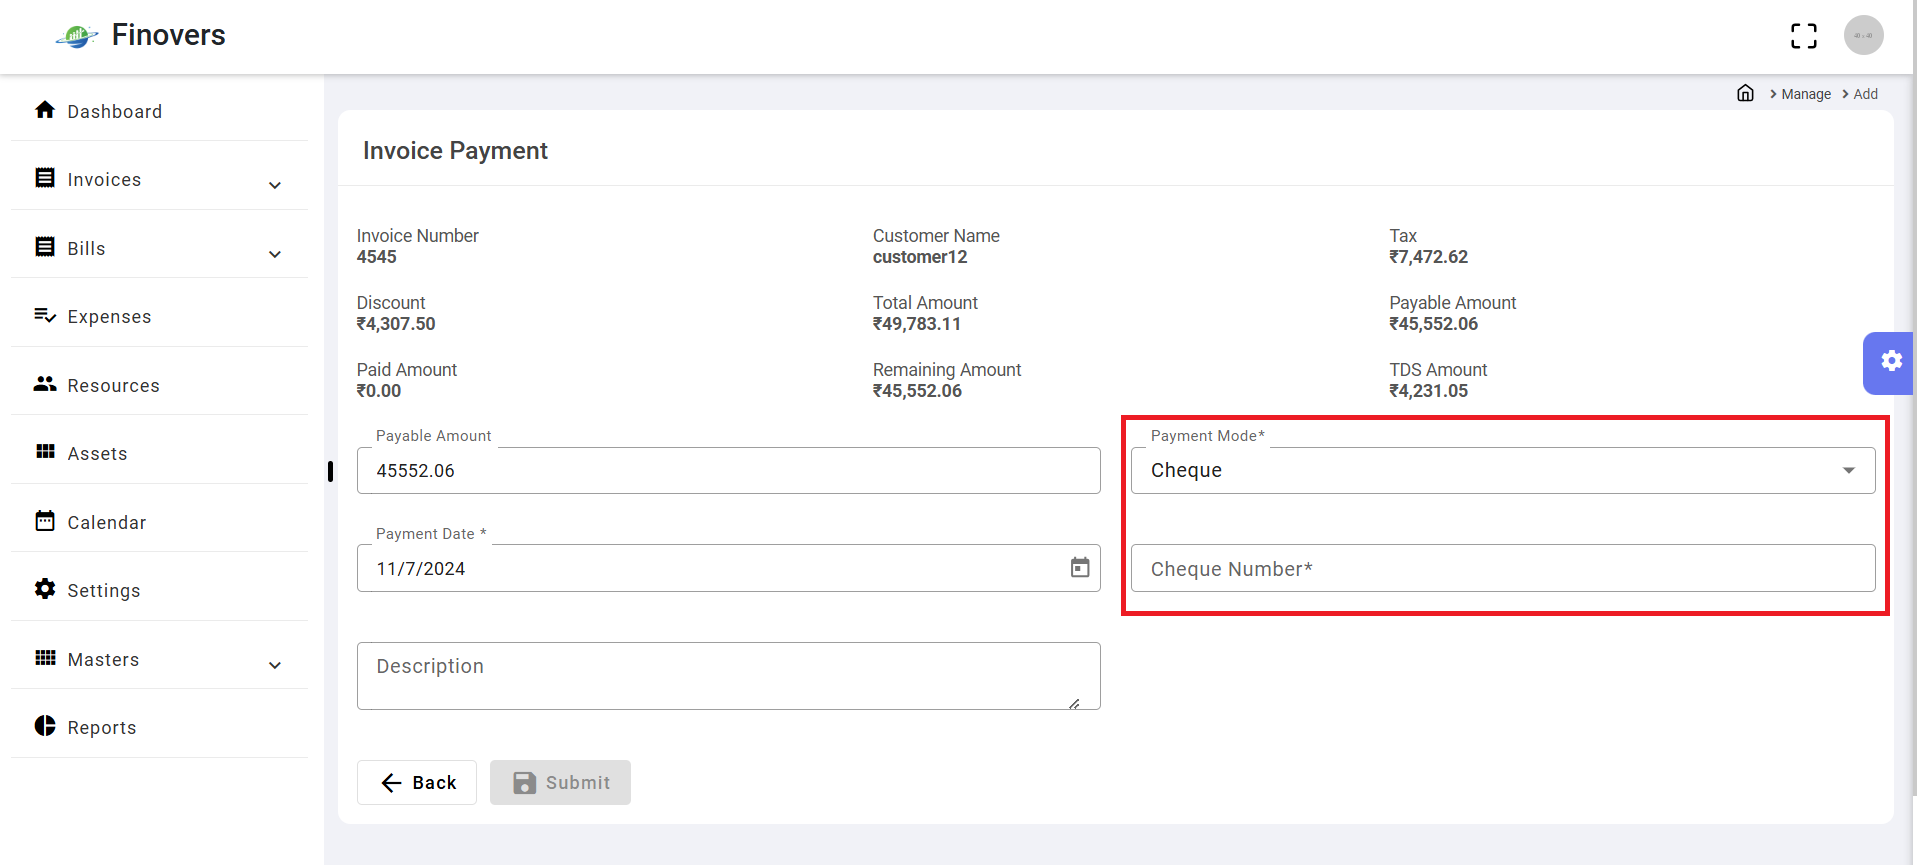 Finovers
40 x 40
Manage
Add
Dashboard
Invoices
Bills
Expenses
Resources
Assets
Calendar
Settings
Masters
Reports
Invoice Payment
Invoice Number
4545
Customer Name
customer12
Tax
₹7,472.62
Discount
₹4,307.50
Total Amount
₹49,783.11
Payable Amount
₹45,552.06
Paid Amount
₹0.00
Remaining Amount
₹45,552.06
TDS Amount
₹4,231.05
Payable Amount
45552.06
Payment Mode*
Cheque
Payment Date *
11/7/2024
Cheque Number*
Description
Back
Submit